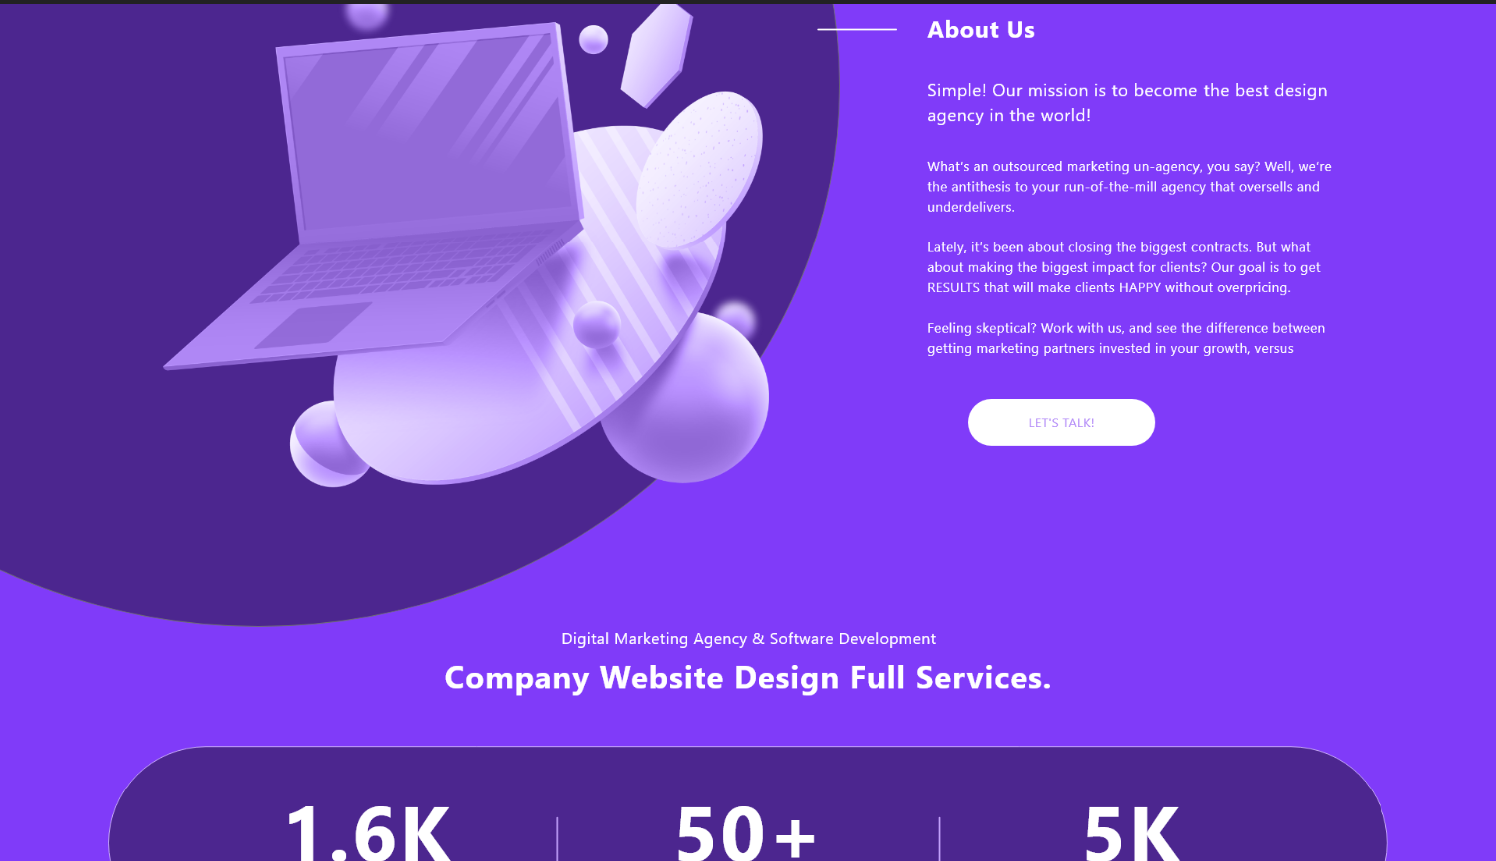 About Us
Simple! Our mission is to become the best design
agency in the world!
What's an outsourced marketing un-agency, you say? Well, we're
the antithesis to your run-of-the-mill agency that oversells and
underdelivers.
Lately, it's been about closing the biggest contracts. But what
about making the biggest impact for clients? Our goal is to get
RESULTS that will make clients HAPPY without overpricing.
Feeling skeptical? Work with us, and see the difference between
getting marketing partners invested in your growth, versus
LET'S TALK!
Digital Marketing Agency & Software Development
Company Website Design Full Services.
1.6K
50+
5K